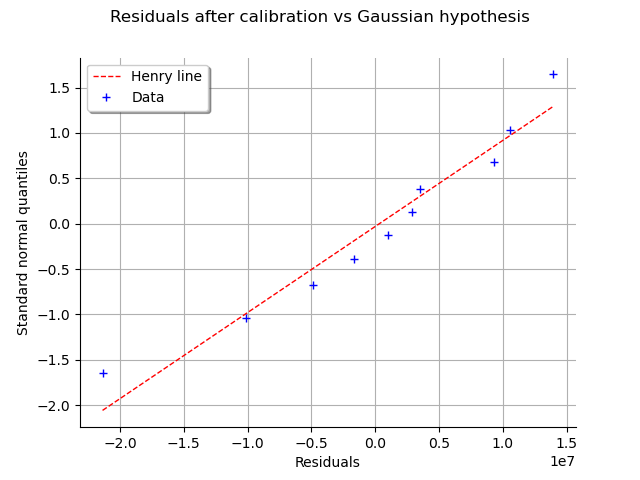 Residuals after calibration vs Gaussian hypothesis
Henry line
Data
Standard normal quantiles
1.5
1.0
0.5
0.0
−0.5
−1.0
−1.5
−2.0
−2.0 −1.5 −1.0 −0.5 0.0 0.5 1.0 1.5
Residuals
1e7